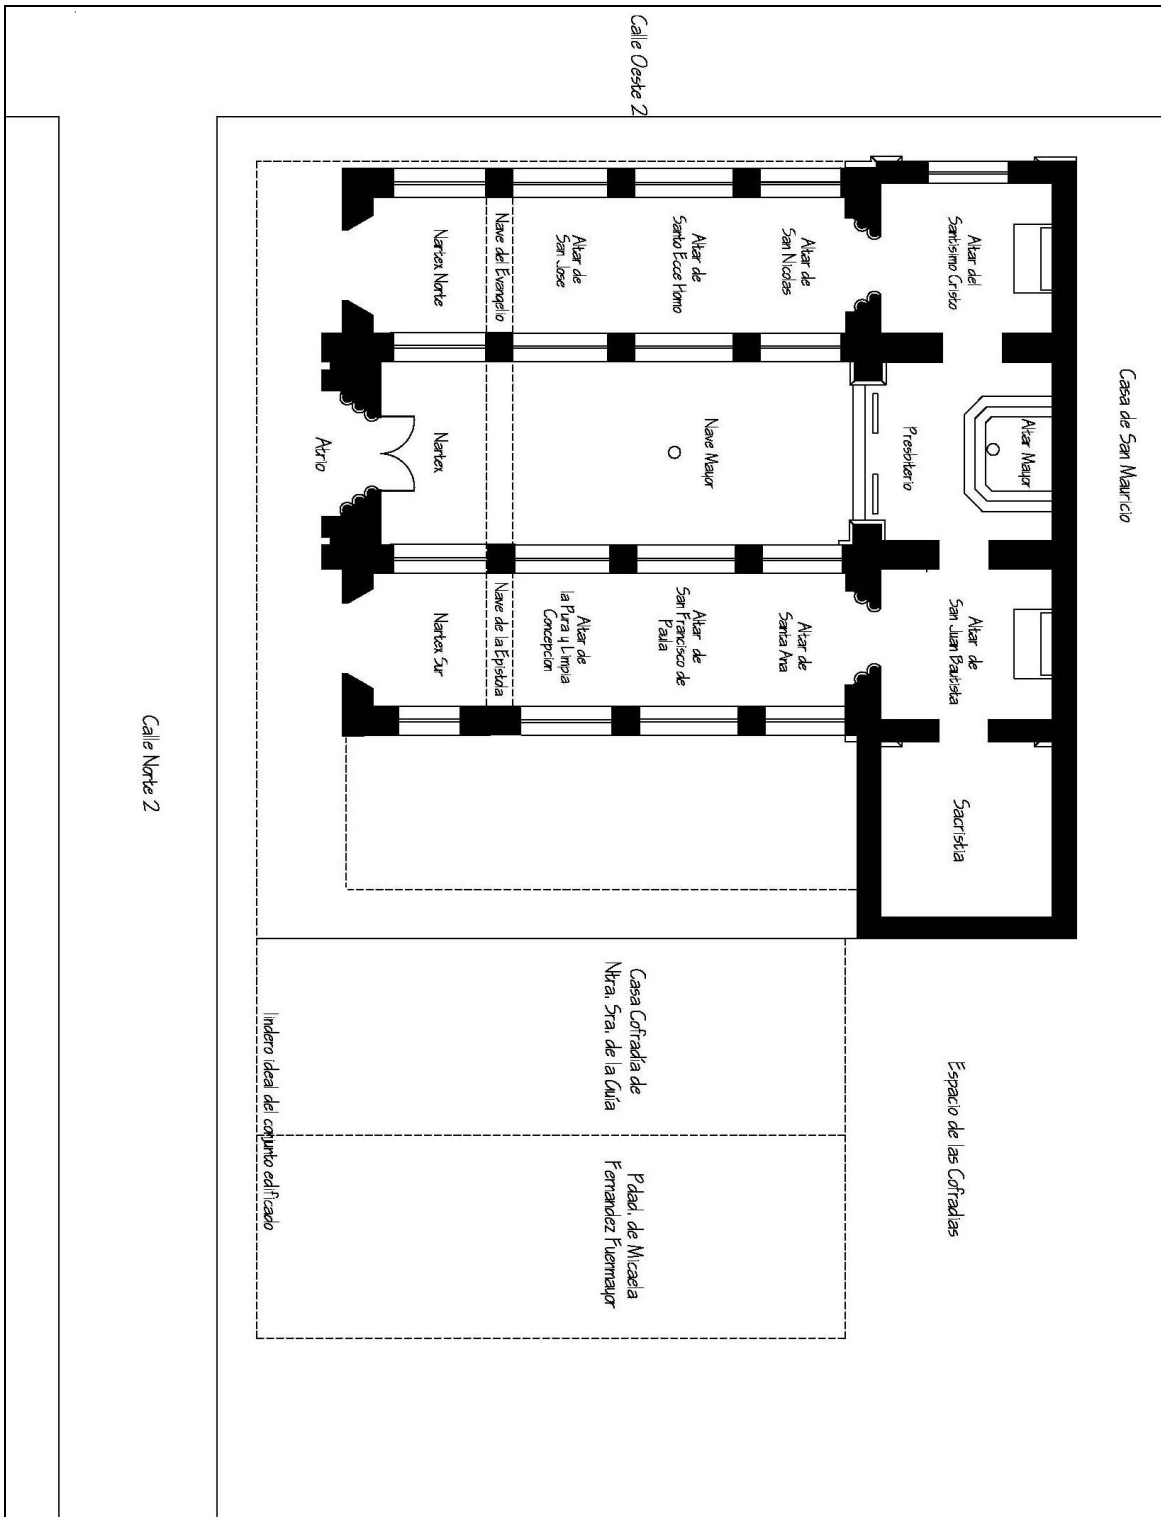 Calle Oeste 2
Casa de San Mauricio
Altar del
Santisimo Cristo
Altar Mayor
Presbiterio
Altar de
San Juan Bautista
Sacristia
Altar de
San Nicolas
Altar de
Santo Ecce Homo
Altar de
San Jose
Nave del Evangelio
Nartex Norte
Nave Mayor
Nartex
Atrio
Altar de
Santa Ana
Altar de
San Francisco de
Paula
Altar de
la Pura y Limpia
Concepcion
Nave de la Epistola
Nartex Sur
Calle Norte 2
Casa Cofradía de
Ntra. Sra. de la Guía
Pdad. de Micaela
Fernandez Fuenmayor
Espacio de las Cofradias
lindero ideal del conjunto edificado